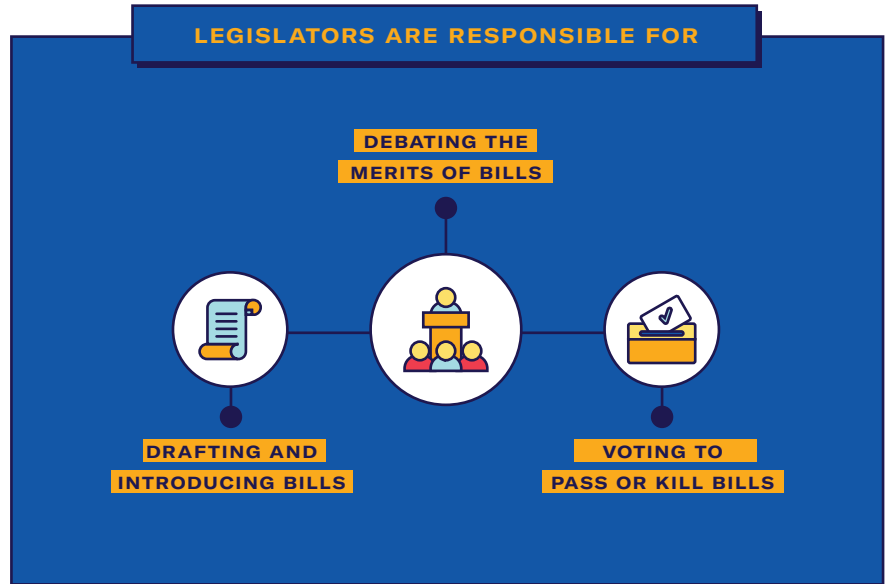 LEGISLATORS ARE RESPONSIBLE FOR
DEBATING THE
MERITS OF BILLS
DRAFTING AND
INTRODUCING BILLS
VOTING TO
PASS OR KILL BILLS